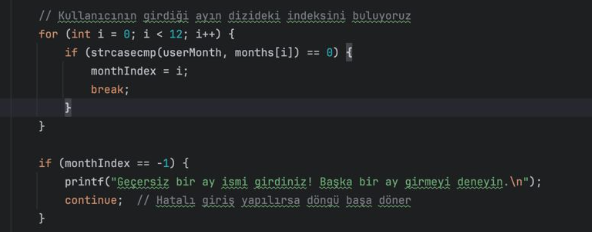 // Kullanıcının girdiği ayın dizideki indeksini buluyoruz
for (int i = 0; i < 12; i++) {
    if (strcasecmp(userMonth, months[i]) == 0) {
        monthIndex = i;
        break;
    }
}

if (monthIndex == -1) {
    printf("Geçersiz bir ay ismi girdiniz! Başka bir ay girmeyi deneyin.\n");
    continue;  // Hatalı giriş yapılırsa döngü başa döner
}